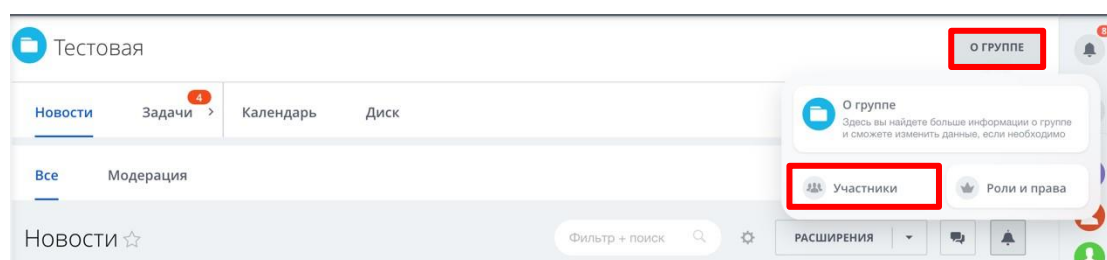 Тестовая
О ГРУППЕ
8
Новости
Задачи
4
Календарь
Диск
О группе
Здесь вы найдете больше информации о группе
и сможете изменить данные, если необходимо
Все
Модерация
Участники
Роли и права
Новости
Фильтр + поиск
РАСШИРЕНИЯ